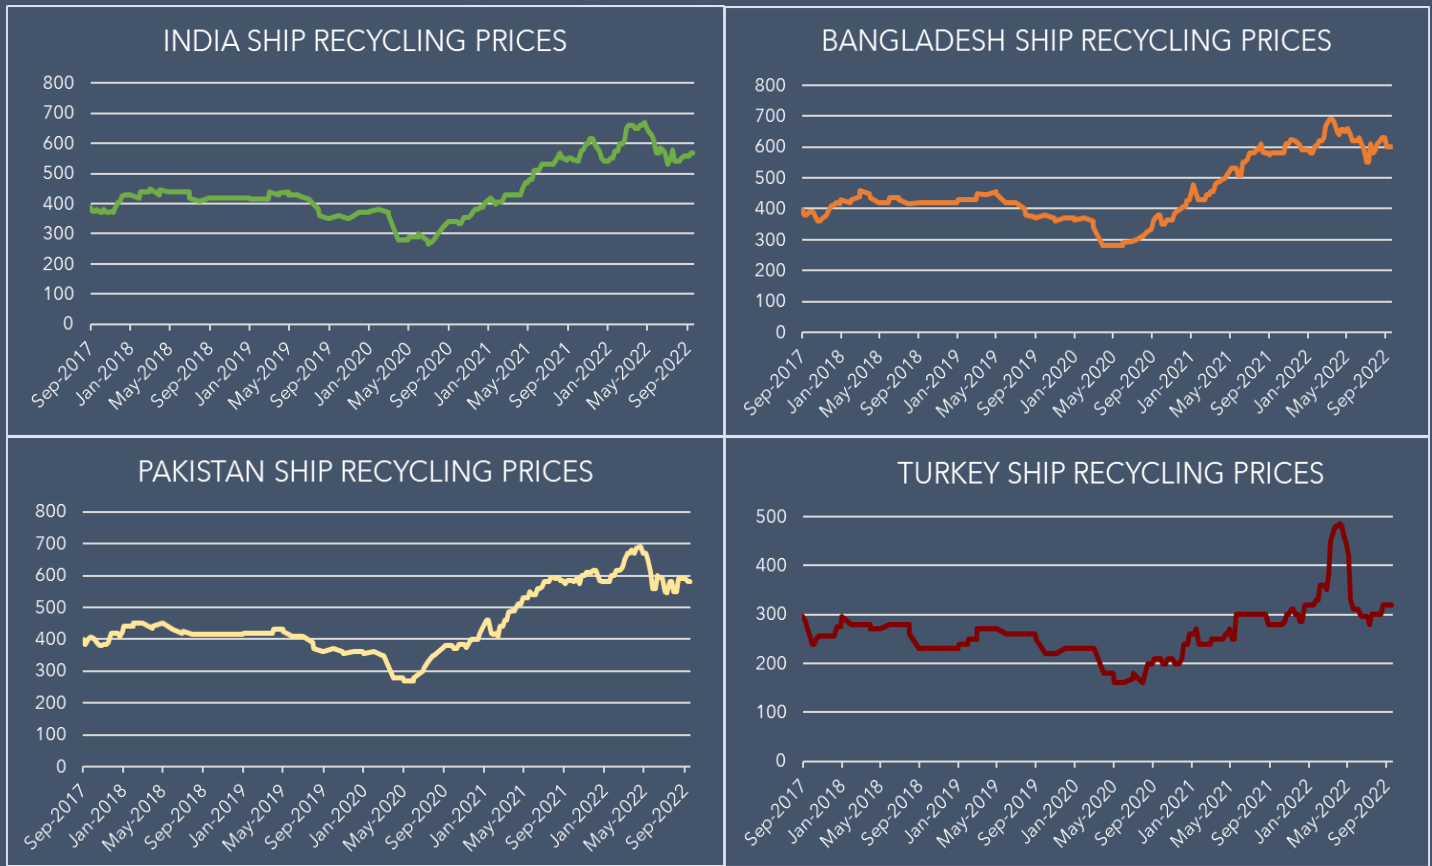 INDIA SHIP RECYCLING PRICES
800
700
600
500
400
300
200
100
0
Sep-2017
Jan-2018
May-2018
Sep-2018
Jan-2019
May-2019
Sep-2019
Jan-2020
May-2020
Sep-2020
Jan-2021
May-2021
Sep-2021
Jan-2022
May-2022
Sep-2022
BANGLADESH SHIP RECYCLING PRICES
800
700
600
500
400
300
200
100
0
Sep-2017
Jan-2018
May-2018
Sep-2018
Jan-2019
May-2019
Sep-2019
Jan-2020
May-2020
Sep-2020
Jan-2021
May-2021
Sep-2021
Jan-2022
May-2022
Sep-2022
PAKISTAN SHIP RECYCLING PRICES
800
700
600
500
400
300
200
100
0
Sep-2017
Jan-2018
May-2018
Sep-2018
Jan-2019
May-2019
Sep-2019
Jan-2020
May-2020
Sep-2020
Jan-2021
May-2021
Sep-2021
Jan-2022
May-2022
Sep-2022
TURKEY SHIP RECYCLING PRICES
500
400
300
200
100
0
Sep-2017
Jan-2018
May-2018
Sep-2018
Jan-2019
May-2019
Sep-2019
Jan-2020
May-2020
Sep-2020
Jan-2021
May-2021
Sep-2021
Jan-2022
May-2022
Sep-2022